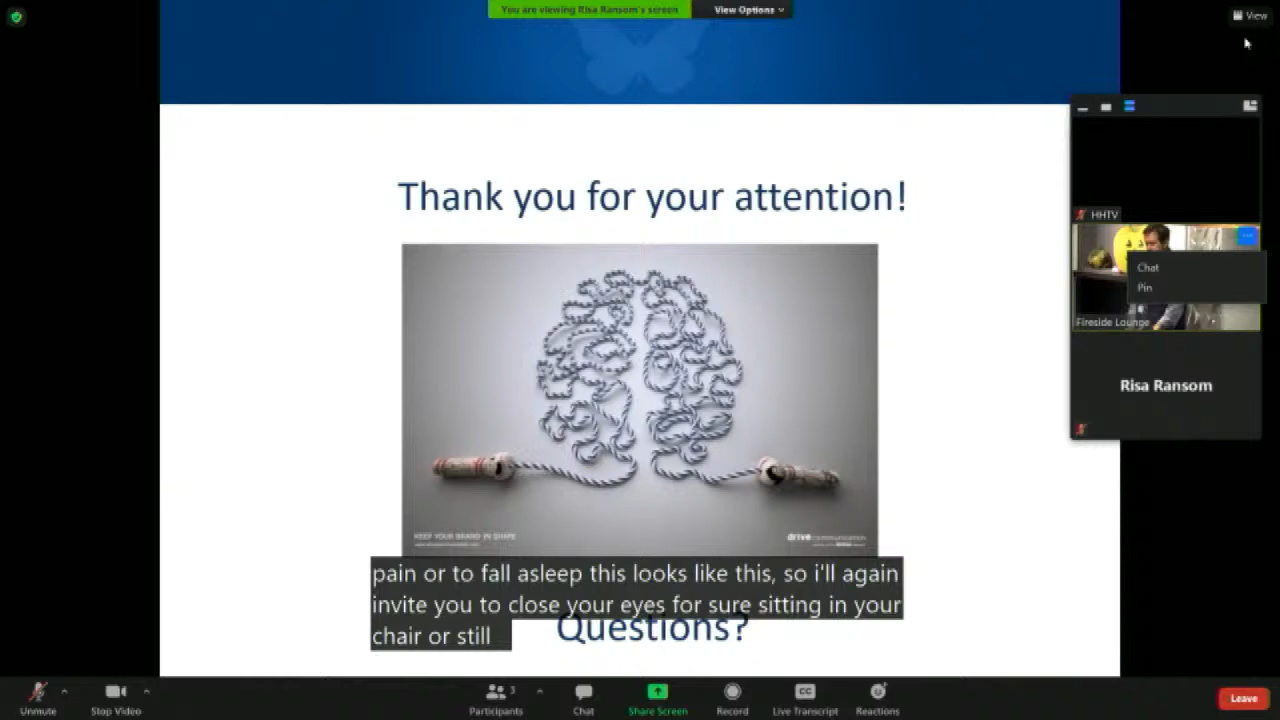 You are viewing Risa Ransom's screen
View Options
View
Thank you for your attention!
HHTV
Chat
Pin
Fireside Lounge
Risa Ransom
KEEP YOUR BRAND IN SHAPE
drive communication
pain or to fall asleep this looks like this, so i'll again
invite you to close your eyes for sure sitting in your
chair or still
Questions?
Unmute
Stop Video
Participants
3
Chat
Share Screen
Record
CC
Live Transcript
Reactions
Leave